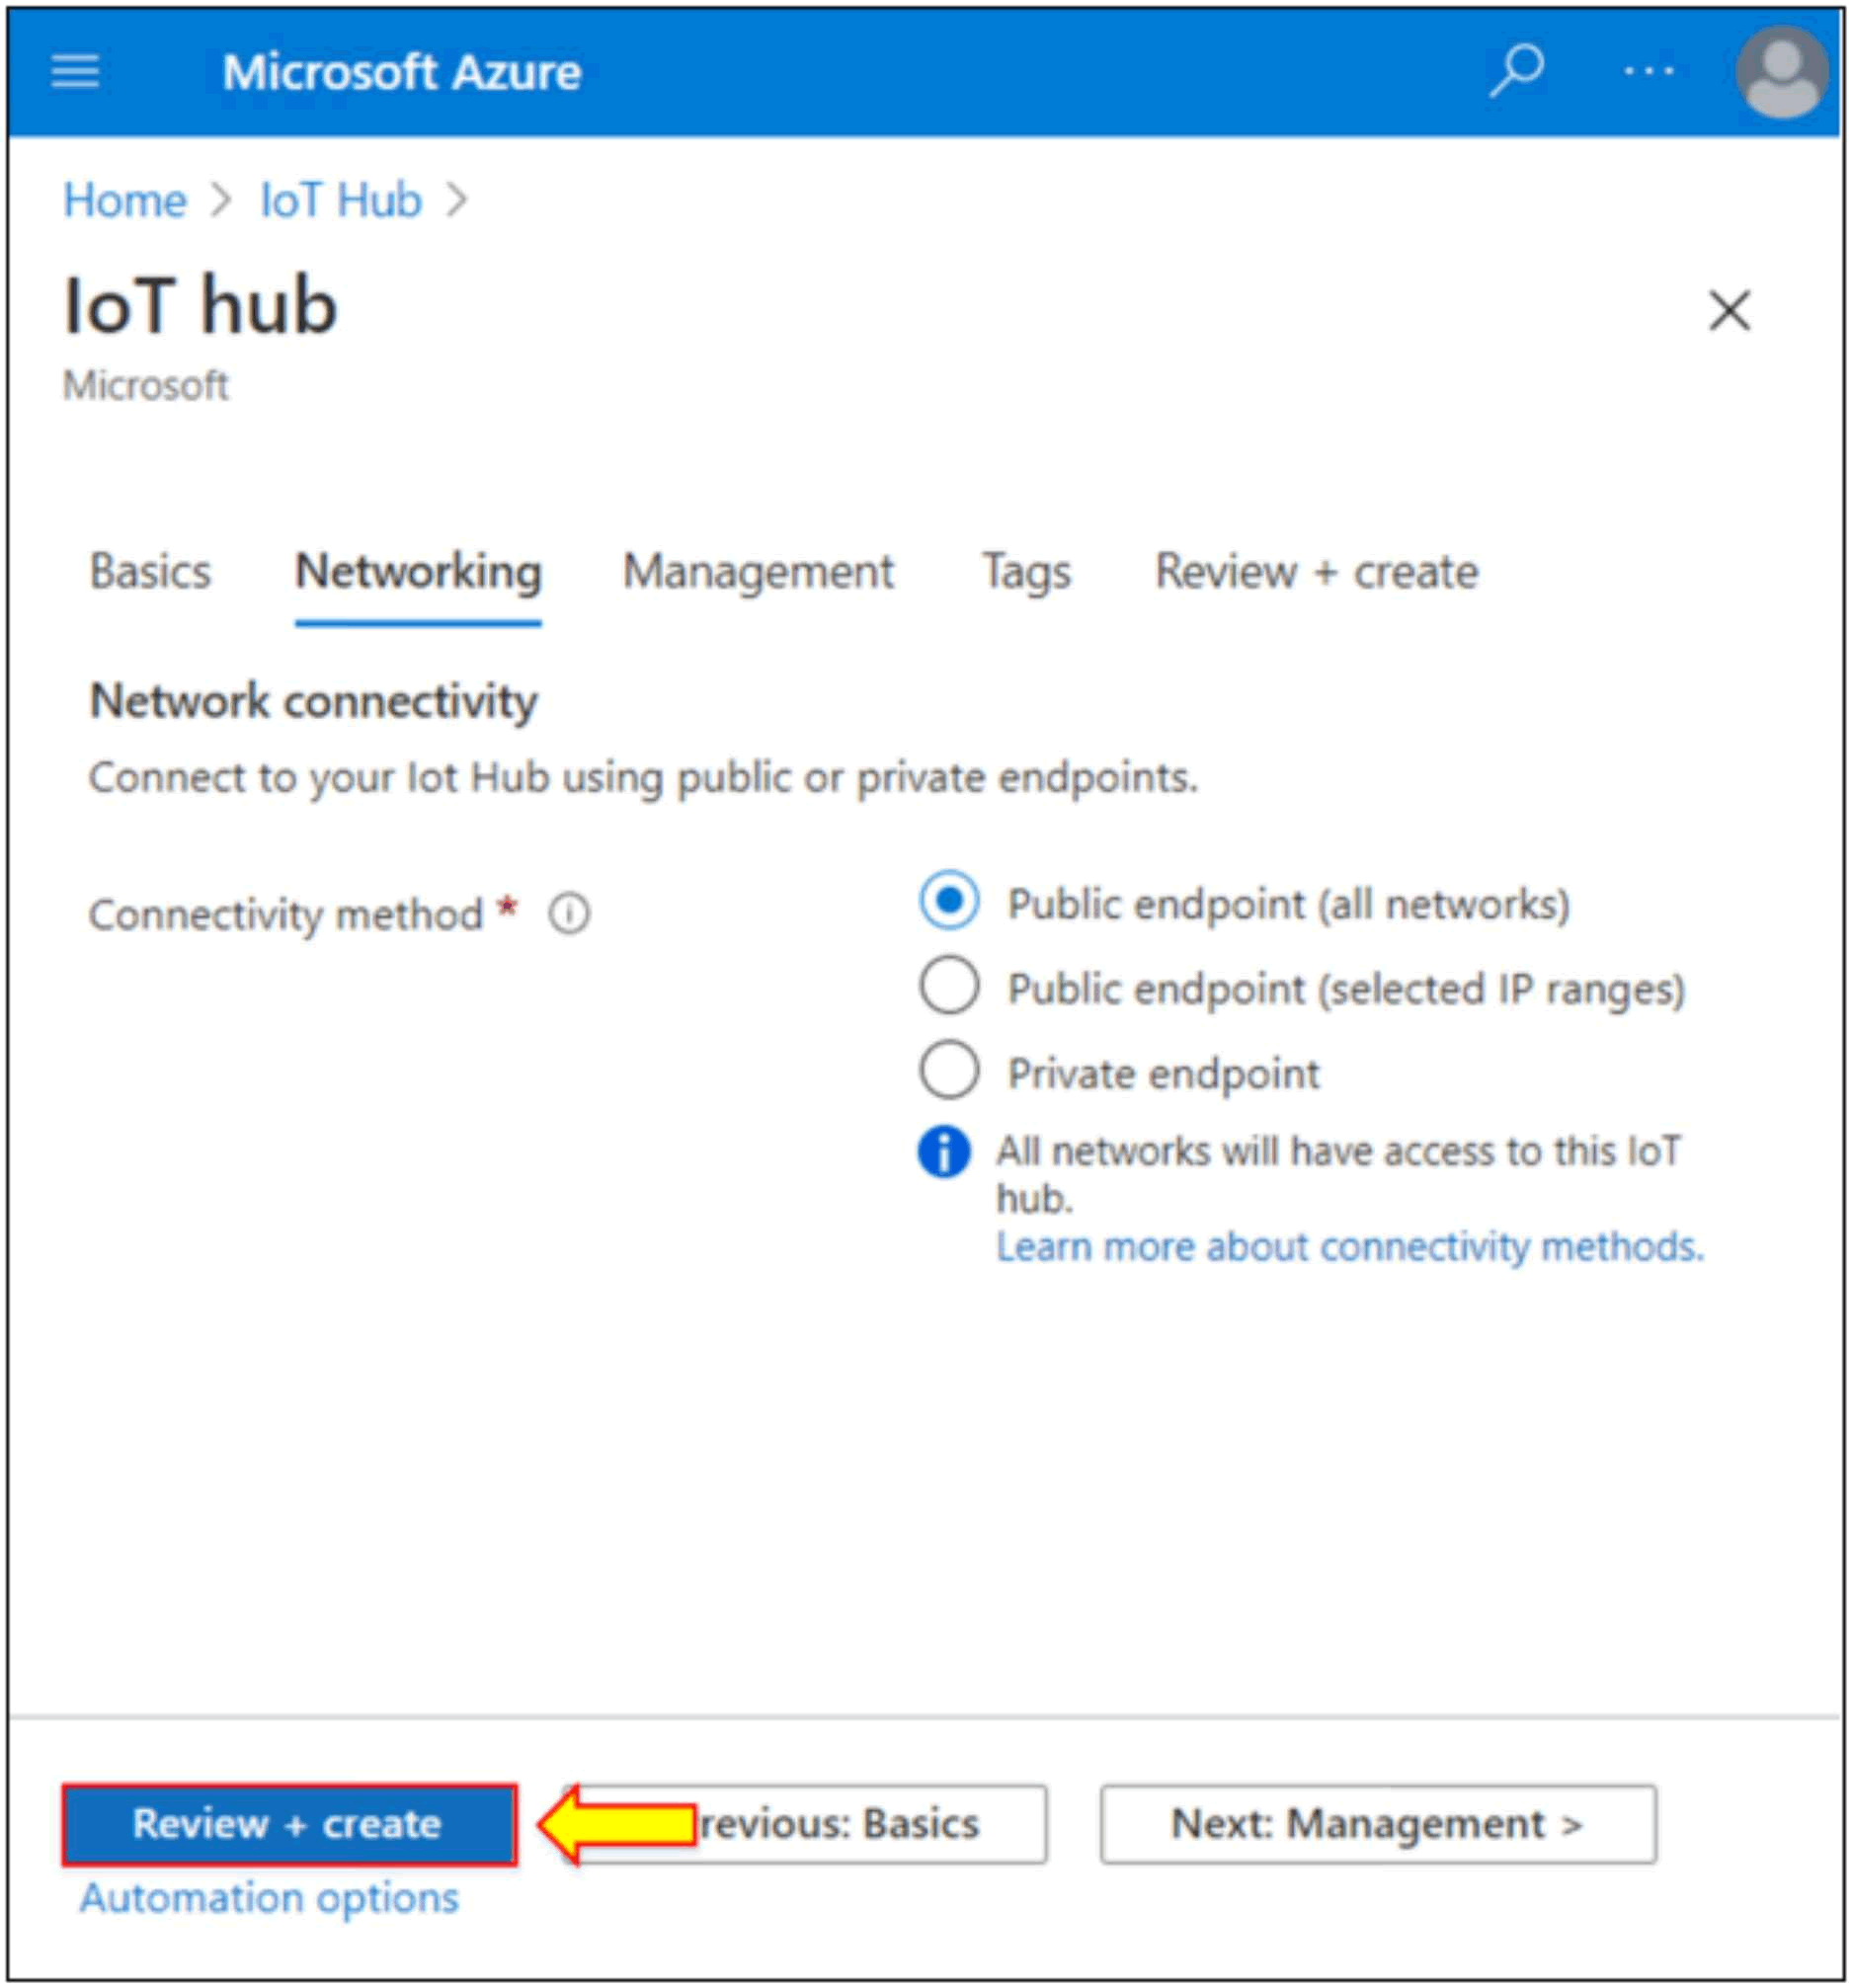 Microsoft Azure
Home > IoT Hub >
IoT hub
Microsoft
Basics Networking Management Tags Review + create
Network connectivity
Connect to your Iot Hub using public or private endpoints.
Connectivity method *
Public endpoint (all networks)
Public endpoint (selected IP ranges)
Private endpoint
All networks will have access to this IoT
hub.
Learn more about connectivity methods.
Review + create revious: Basics Next: Management >
Automation options